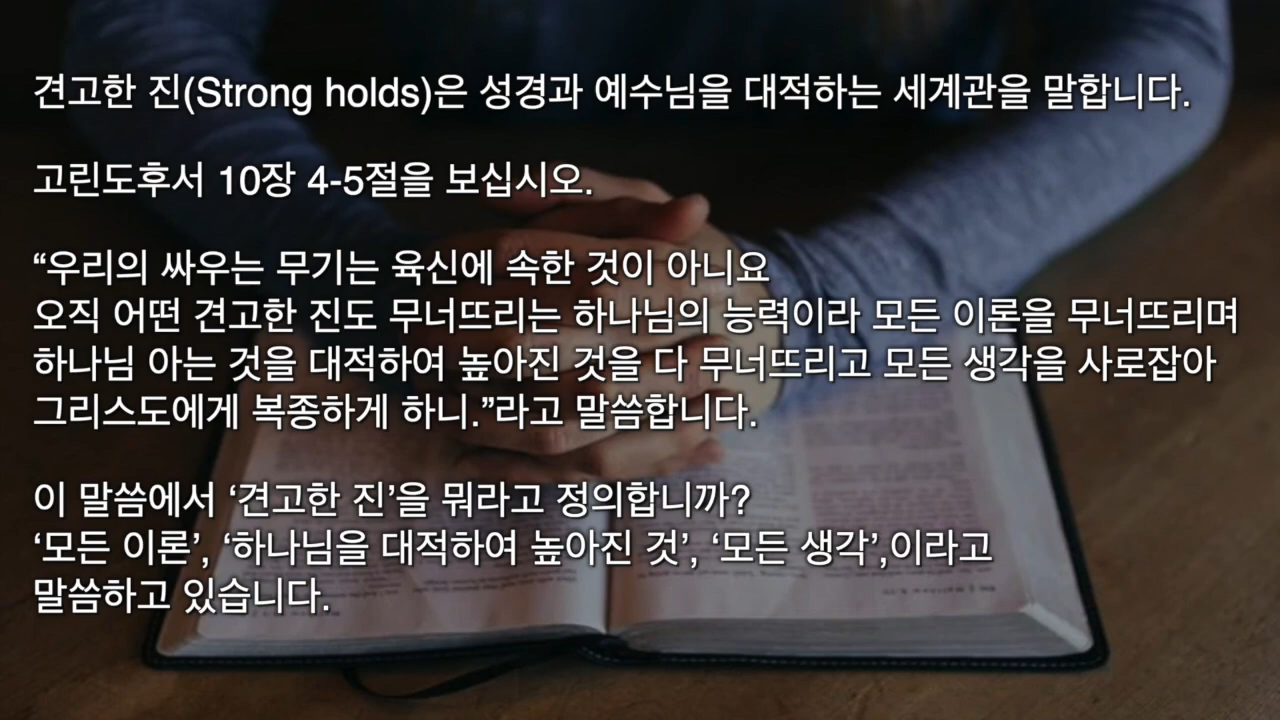 견고한 진(Strong holds)은 성경과 예수님을 대적하는 세계관을 말합니다.
고린도후서 10장 4-5절을 보십시오.
“우리의 싸우는 무기는 육신에 속한 것이 아니요
오직 어떤 견고한 진도 무너뜨리는 하나님의 능력이라 모든 이론을 무너뜨리며
하나님 아는 것을 대적하여 높아진 것을 다 무너뜨리고 모든 생각을 사로잡아
그리스도에게 복종하게 하니.”라고 말씀합니다.
이 말씀에서 ‘견고한 진’을 뭐라고 정의합니까?
‘모든 이론’, ‘하나님을 대적하여 높아진 것’, ‘모든 생각’,이라고
말씀하고 있습니다.